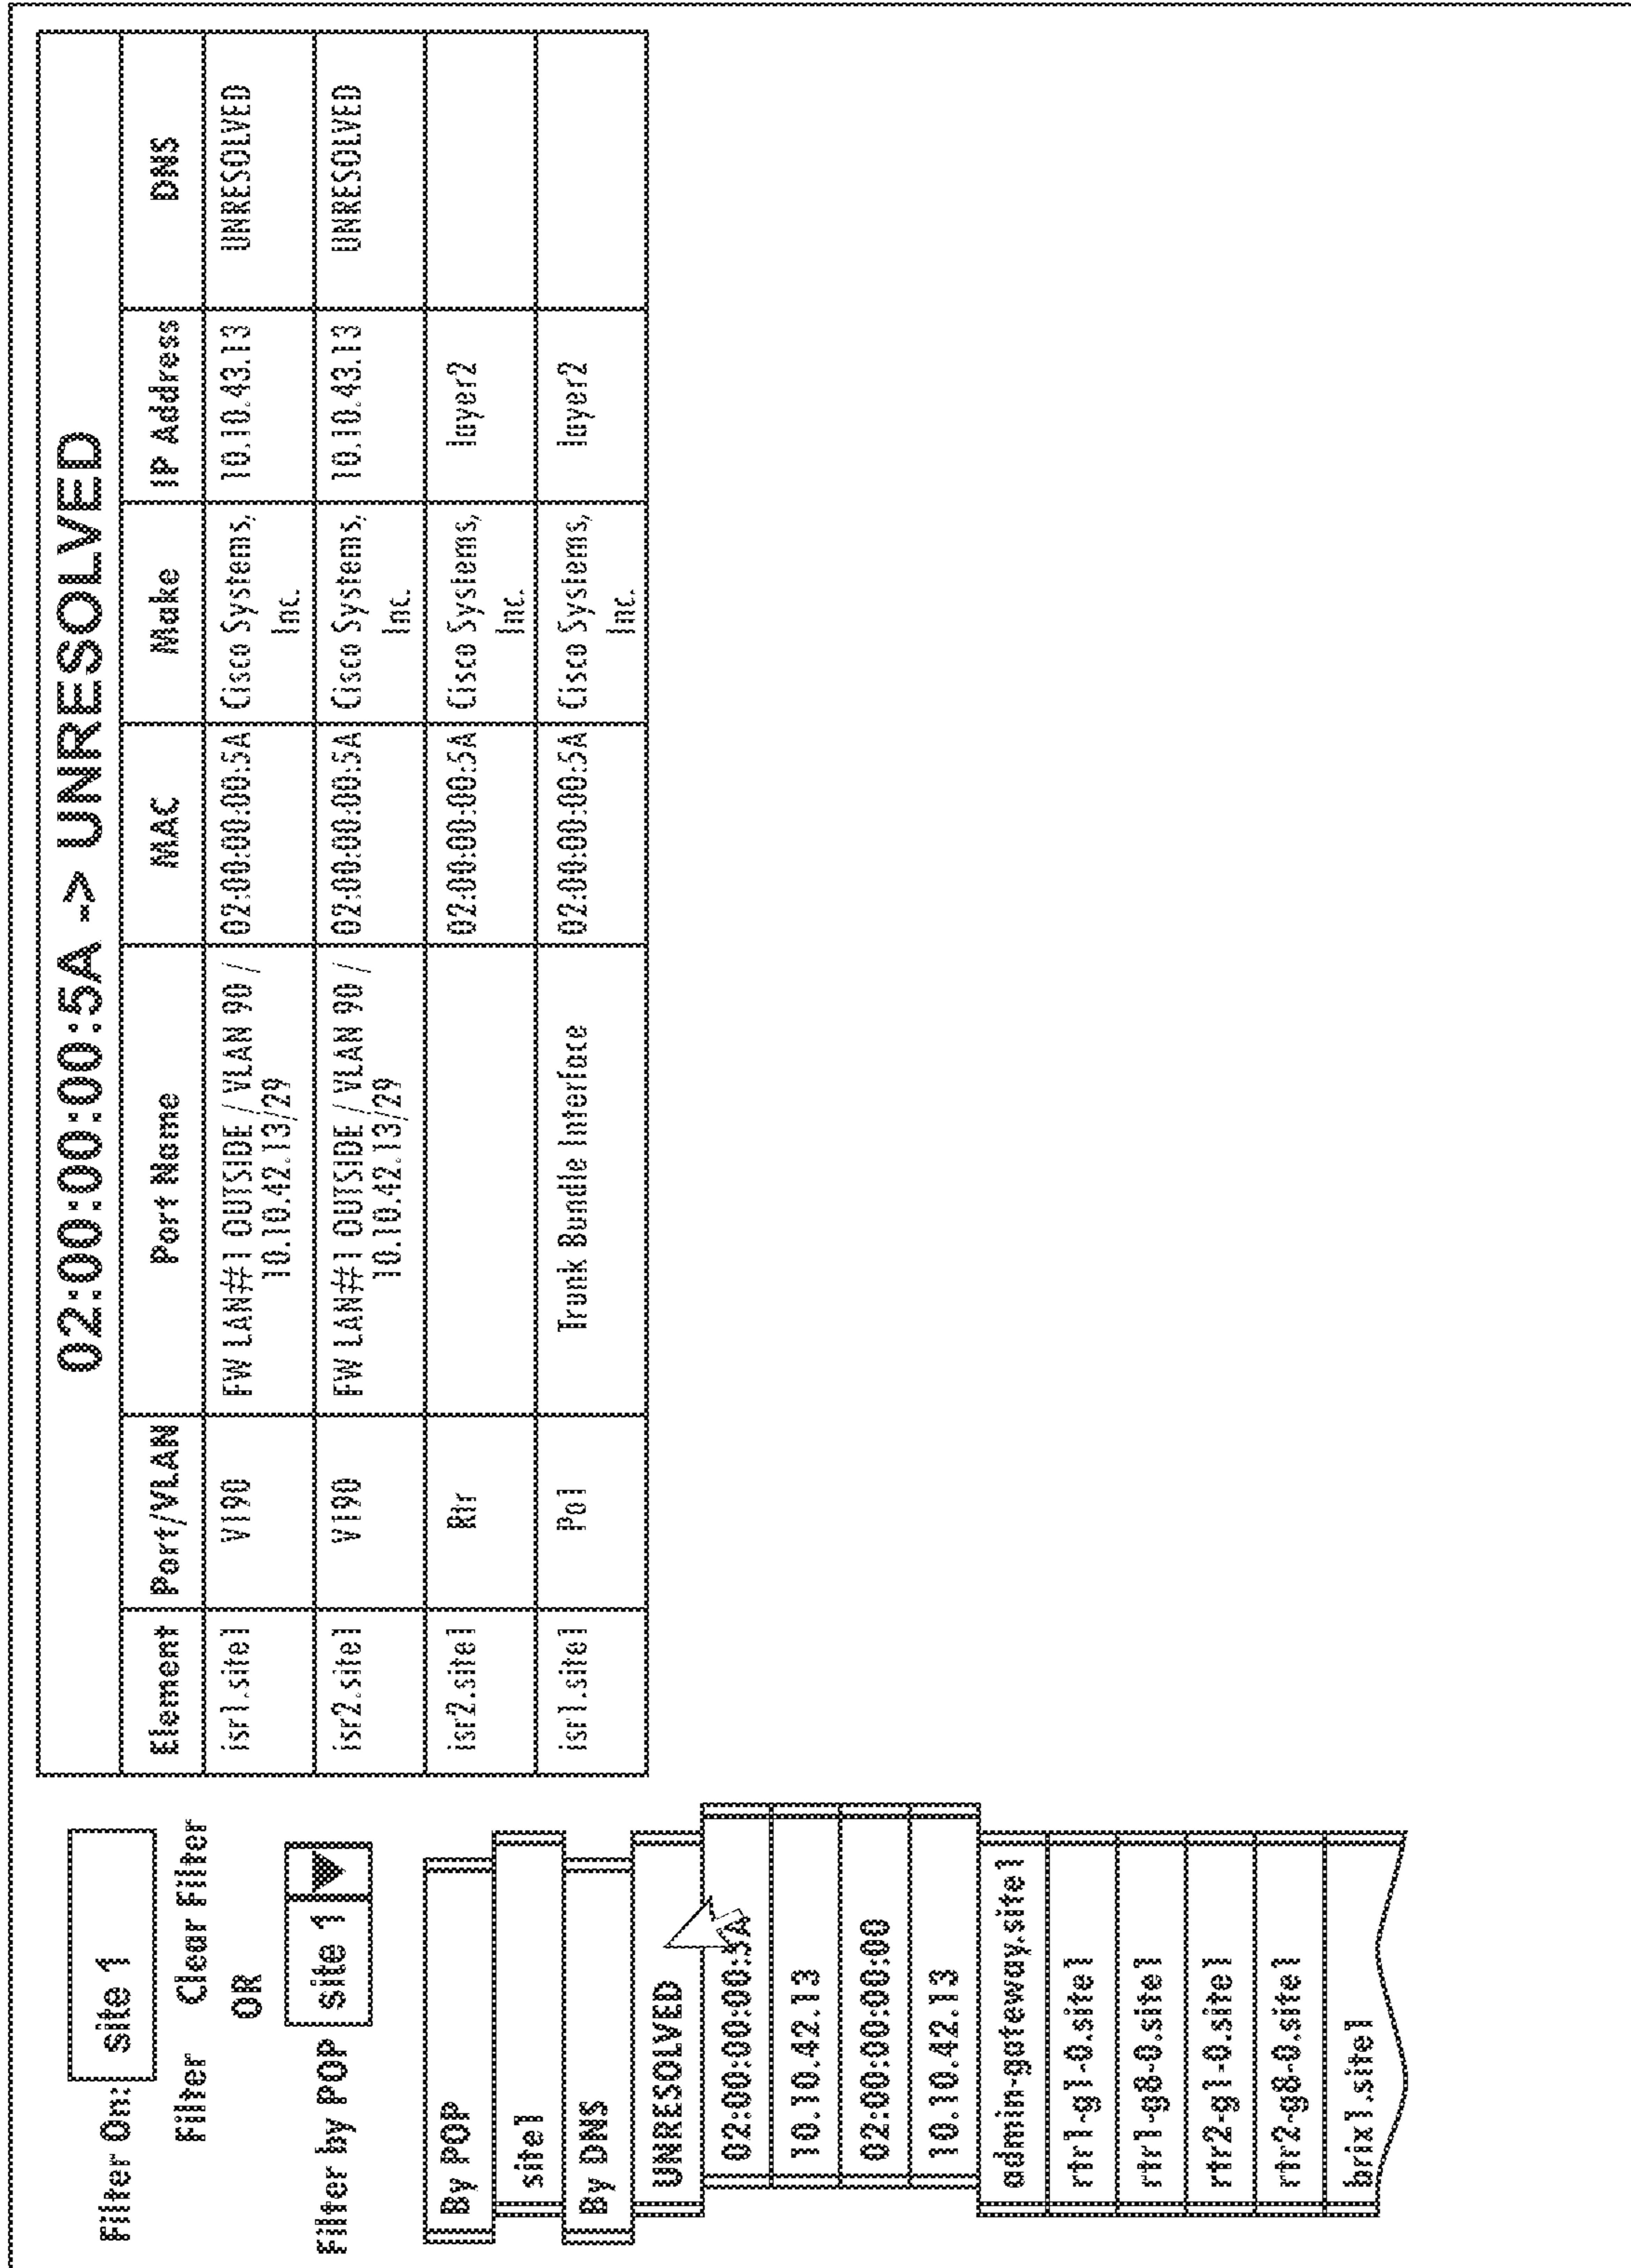 Filter On: site 1
Filter Clear Filter
OR
Filter by POP site 1
By POP
site1
By DNS
UNRESOLVED
02:00:00:00:5A
10.10.42.13
02:00:00:00:00
10.10.42.13
admin-gateway.site1
rtr1-g1-0.site1
rtr1-g8-0.site1
rtr2-g1-0.site1
rtr2-g8-0.site1
brix1.site1
02:00:00:00:5A -> UNRESOLVED
Element Port/VLAN Port Name MAC Make IP Address DNS
isr1.site1 V190 FW LAN#1 OUTSIDE / VLAN 90 / 02:00:00:00:5A Cisco Systems, 10.10.43.13 UNRESOLVED
10.10.42.13/29 Inc.
isr2.site1 V190 FW LAN#1 OUTSIDE / VLAN 90 / 02:00:00:00:5A Cisco Systems, 10.10.43.13 UNRESOLVED
10.10.42.13/29 Inc.
isr2.site1 Rtr 02:00:00:00:5A Cisco Systems, layer2
Inc.
isr1.site1 Po1 Trunk Bundle Interface 02:00:00:00:5A Cisco Systems, layer2
Inc.